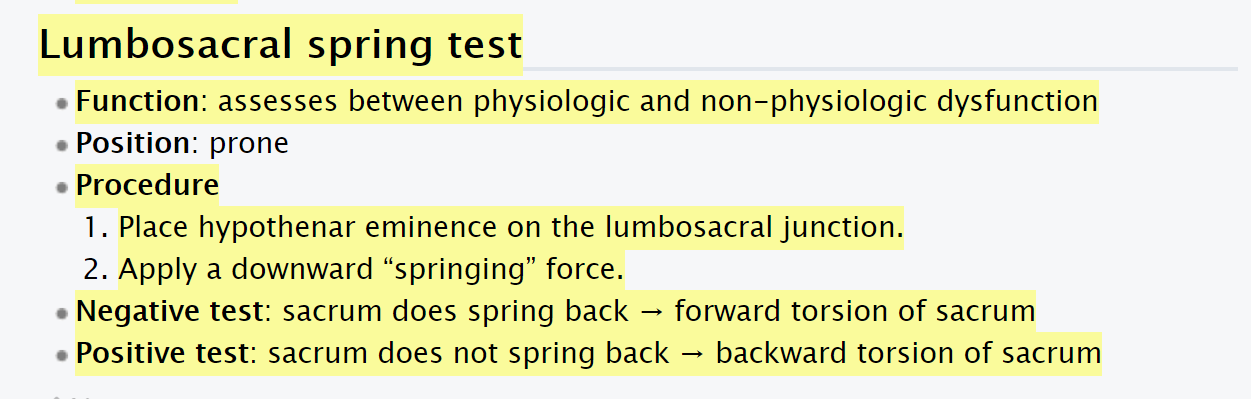 Lumbosacral spring test
Function: assesses between physiologic and non-physiologic dysfunction
Position: prone
Procedure
1. Place hypothenar eminence on the lumbosacral junction.
2. Apply a downward “springing” force.
Negative test: sacrum does spring back → forward torsion of sacrum
Positive test: sacrum does not spring back → backward torsion of sacrum